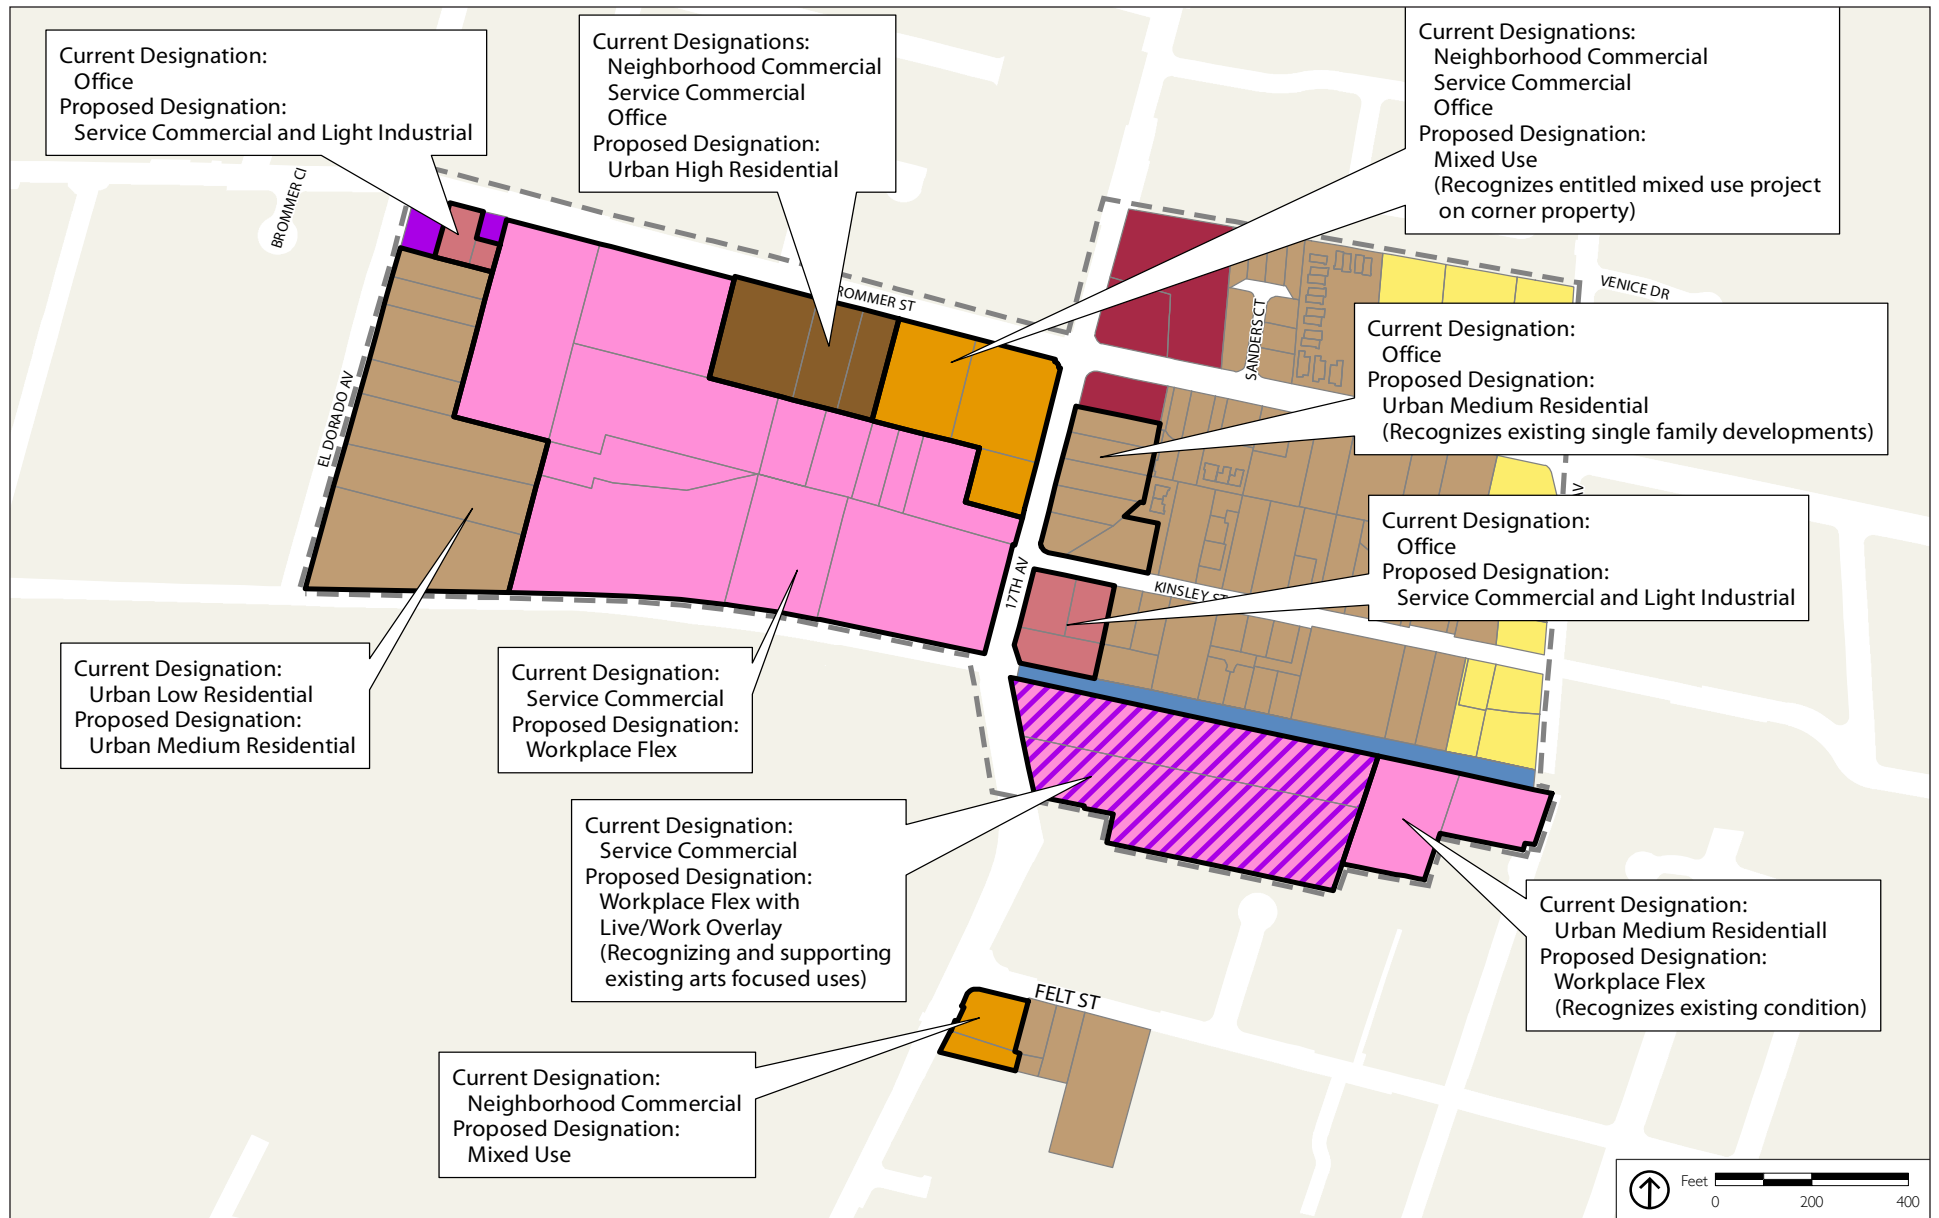 Current Designation:
Office
Proposed Designation:
Service Commercial and Light Industrial
Current Designations:
Neighborhood Commercial
Service Commercial
Office
Proposed Designation:
Urban High Residential
Current Designations:
Neighborhood Commercial
Service Commercial
Office
Proposed Designation:
Mixed Use
(Recognizes entitled mixed use project
on corner property)
BROMMER CI
ROMMER ST
VENICE DR
SANDERS CT
EL DORADO AV
Current Designation:
Office
Proposed Designation:
Urban Medium Residential
(Recognizes existing single family developments)
AV
Current Designation:
Office
Proposed Designation:
Service Commercial and Light Industrial
17TH AV
KINSLEY ST
Current Designation:
Urban Low Residential
Proposed Designation:
Urban Medium Residential
Current Designation:
Service Commercial
Proposed Designation:
Workplace Flex
Current Designation:
Service Commercial
Proposed Designation:
Workplace Flex with
Live/Work Overlay
(Recognizing and supporting
existing arts focused uses)
Current Designation:
Urban Medium Residentiall
Proposed Designation:
Workplace Flex
(Recognizes existing condition)
FELT ST
Current Designation:
Neighborhood Commercial
Proposed Designation:
Mixed Use
Feet
0 200 400